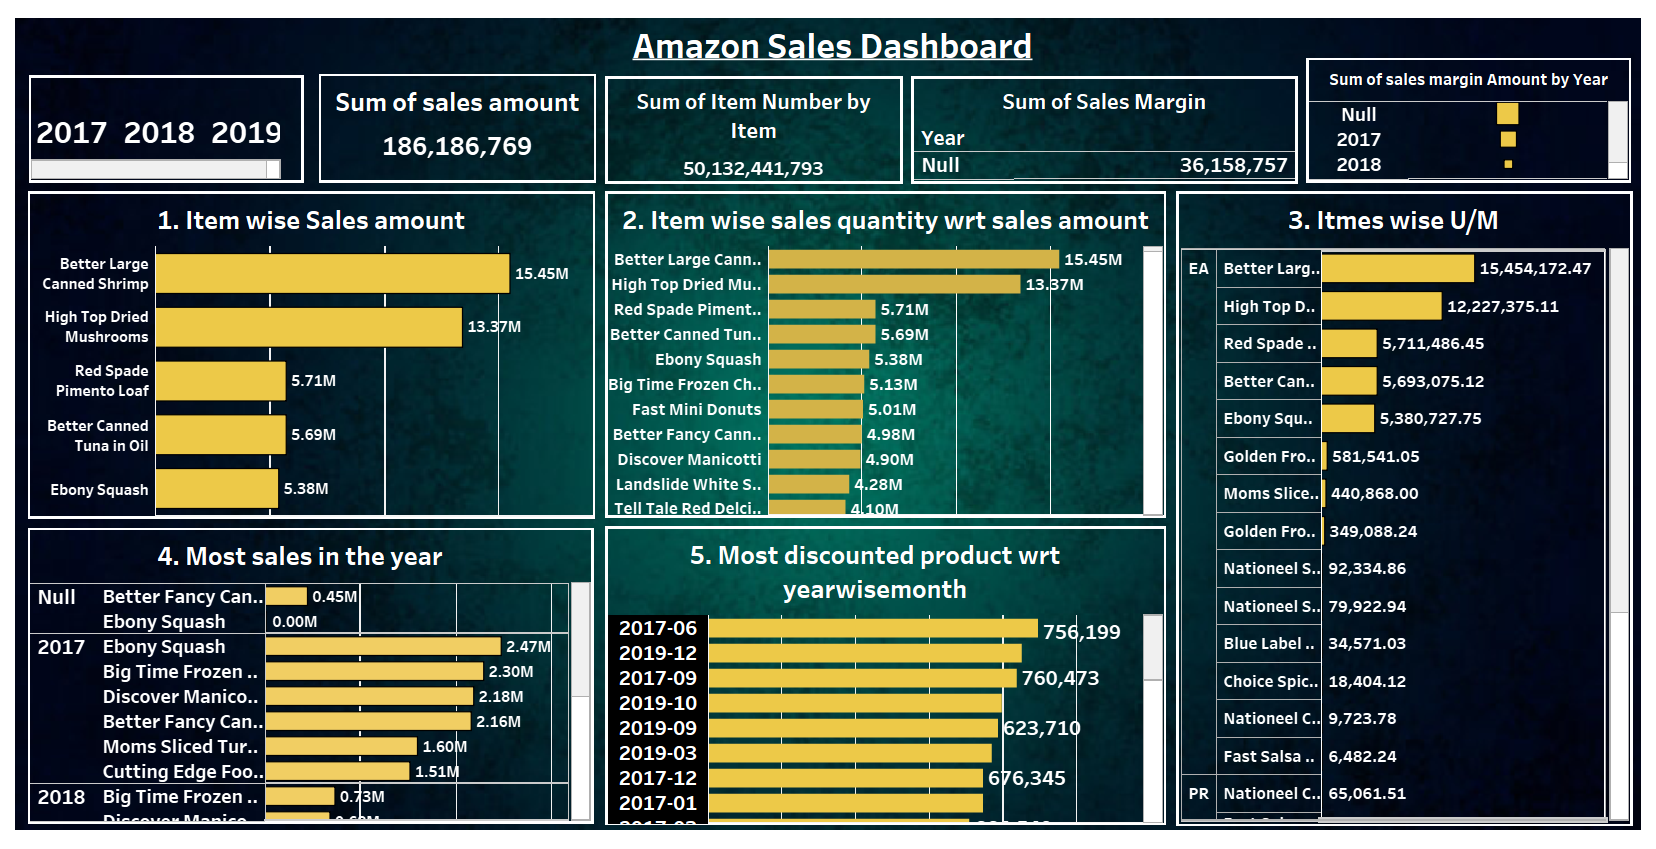 Amazon Sales Dashboard
2017 2018 2019
Sum of sales amount
186,186,769
Sum of Item Number by
Item
50,132,441,793
Sum of Sales Margin
Year
Null 36,158,757
Sum of sales margin Amount by Year
Null
2017
2018
1. Item wise Sales amount
Better Large
Canned Shrimp
15.45M
High Top Dried
Mushrooms
13.37M
Red Spade
Pimento Loaf
5.71M
Better Canned
Tuna in Oil
5.69M
Ebony Squash 5.38M
2. Item wise sales quantity wrt sales amount
Better Large Cann.. 15.45M
High Top Dried Mu.. 13.37M
Red Spade Piment.. 5.71M
Better Canned Tun.. 5.69M
Ebony Squash 5.38M
Big Time Frozen Ch.. 5.13M
Fast Mini Donuts 5.01M
Better Fancy Cann.. 4.98M
Discover Manicotti 4.90M
Landslide White S.. 4.28M
Tell Tale Red Delci.. 4.10M
3. Itmes wise U/M
EA Better Larg.. 15,454,172.47
High Top D.. 12,227,375.11
Red Spade .. 5,711,486.45
Better Can.. 5,693,075.12
Ebony Squ.. 5,380,727.75
Golden Fro.. 581,541.05
Moms Slice.. 440,868.00
Golden Fro.. 349,088.24
Nationeel S.. 92,334.86
Nationeel S.. 79,922.94
Blue Label .. 34,571.03
Choice Spic.. 18,404.12
Nationeel C.. 9,723.78
Fast Salsa .. 6,482.24
PR Nationeel C.. 65,061.51
4. Most sales in the year
Null Better Fancy Can.. 0.45M
Ebony Squash 0.00M
2017 Ebony Squash 2.47M
Big Time Frozen .. 2.30M
Discover Manico.. 2.18M
Better Fancy Can.. 2.16M
Moms Sliced Tur.. 1.60M
Cutting Edge Foo.. 1.51M
2018 Big Time Frozen .. 0.73M
Discover Manico..
5. Most discounted product wrt
yearwisemonth
2017-06 756,199
2019-12
2017-09 760,473
2019-10
2019-09 623,710
2019-03
2017-12 676,345
2017-01